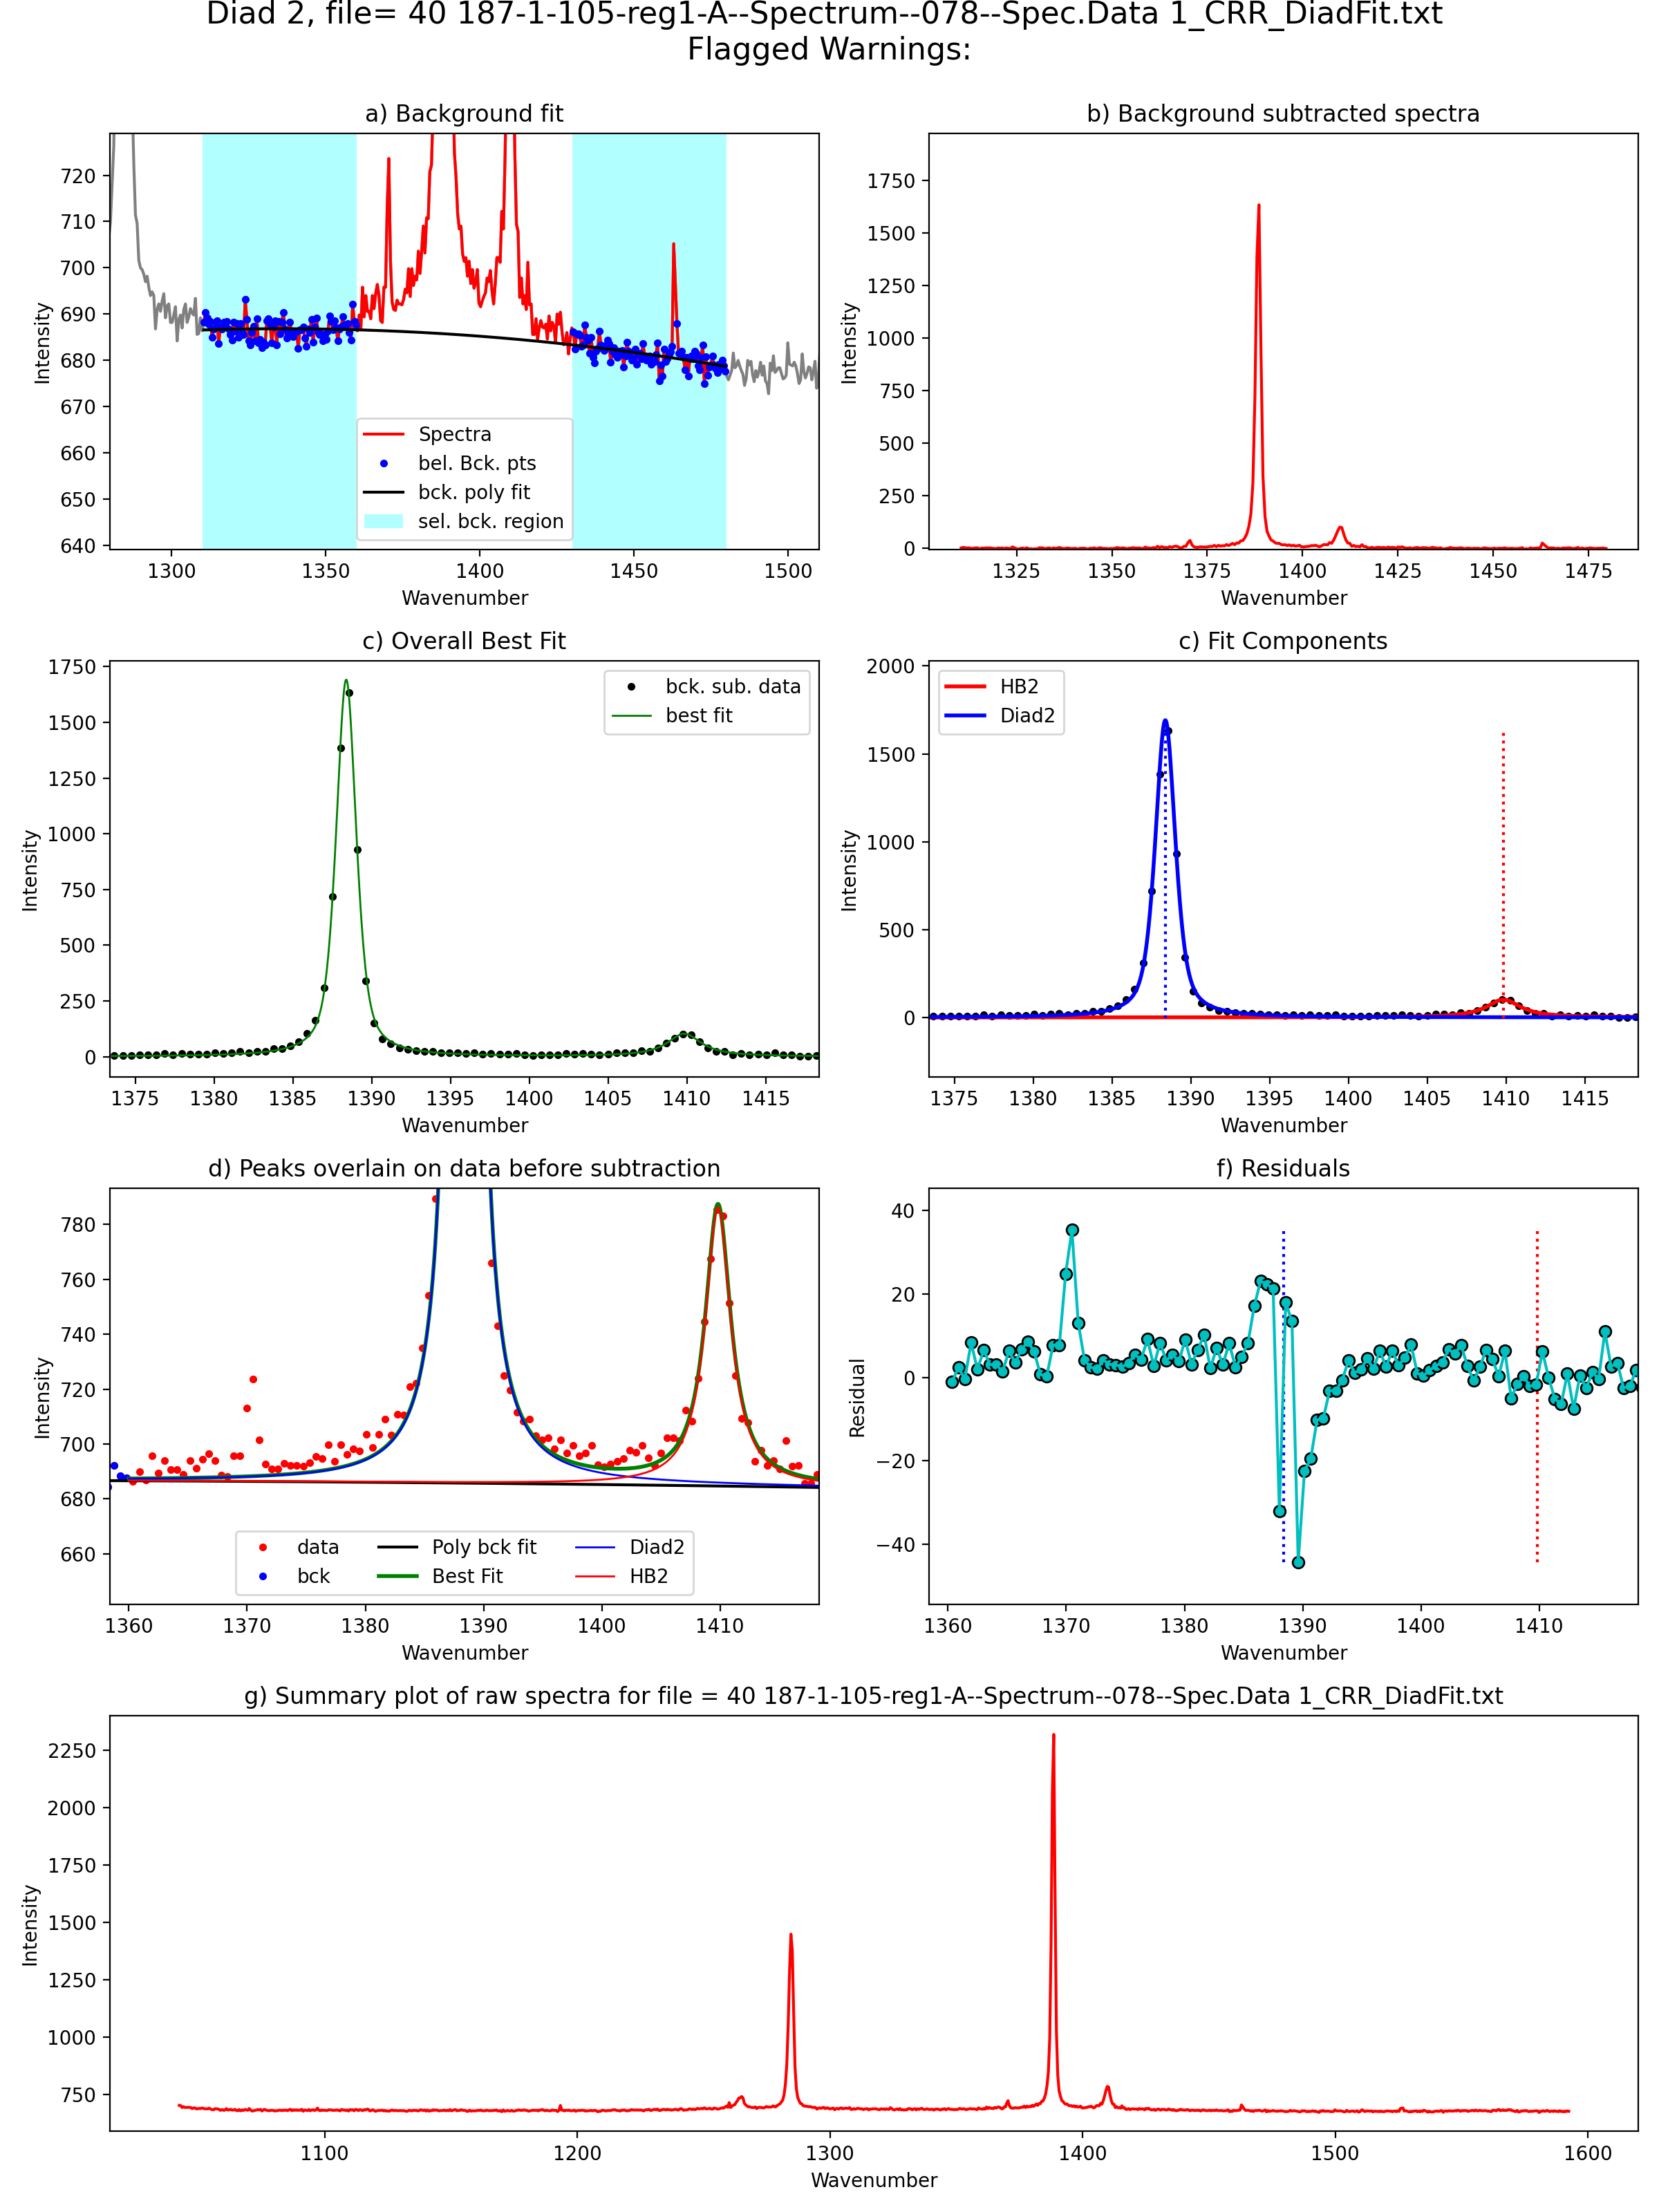 Diad 2, file= 40 187-1-105-reg1-A--Spectrum--078--Spec.Data 1_CRR_DiadFit.txt
Flagged Warnings:
a) Background fit
Intensity
720
710
700
690
680
670
660
650
640
Spectra
bel. Bck. pts
bck. poly fit
sel. bck. region
1300 1350 1400 1450 1500
Wavenumber
b) Background subtracted spectra
Intensity
1750
1500
1250
1000
750
500
250
0
1325 1350 1375 1400 1425 1450 1475
Wavenumber
c) Overall Best Fit
Intensity
1750
1500
1250
1000
750
500
250
0
bck. sub. data
best fit
1375 1380 1385 1390 1395 1400 1405 1410 1415
Wavenumber
c) Fit Components
Intensity
2000
1500
1000
500
0
HB2
Diad2
1375 1380 1385 1390 1395 1400 1405 1410 1415
Wavenumber
d) Peaks overlain on data before subtraction
Intensity
780
760
740
720
700
680
660
data Poly bck fit Diad2
bck Best Fit HB2
1360 1370 1380 1390 1400 1410
Wavenumber
f) Residuals
Residual
40
20
0
−20
−40
1360 1370 1380 1390 1400 1410
Wavenumber
g) Summary plot of raw spectra for file = 40 187-1-105-reg1-A--Spectrum--078--Spec.Data 1_CRR_DiadFit.txt
Intensity
2250
2000
1750
1500
1250
1000
750
1100 1200 1300 1400 1500 1600
Wavenumber